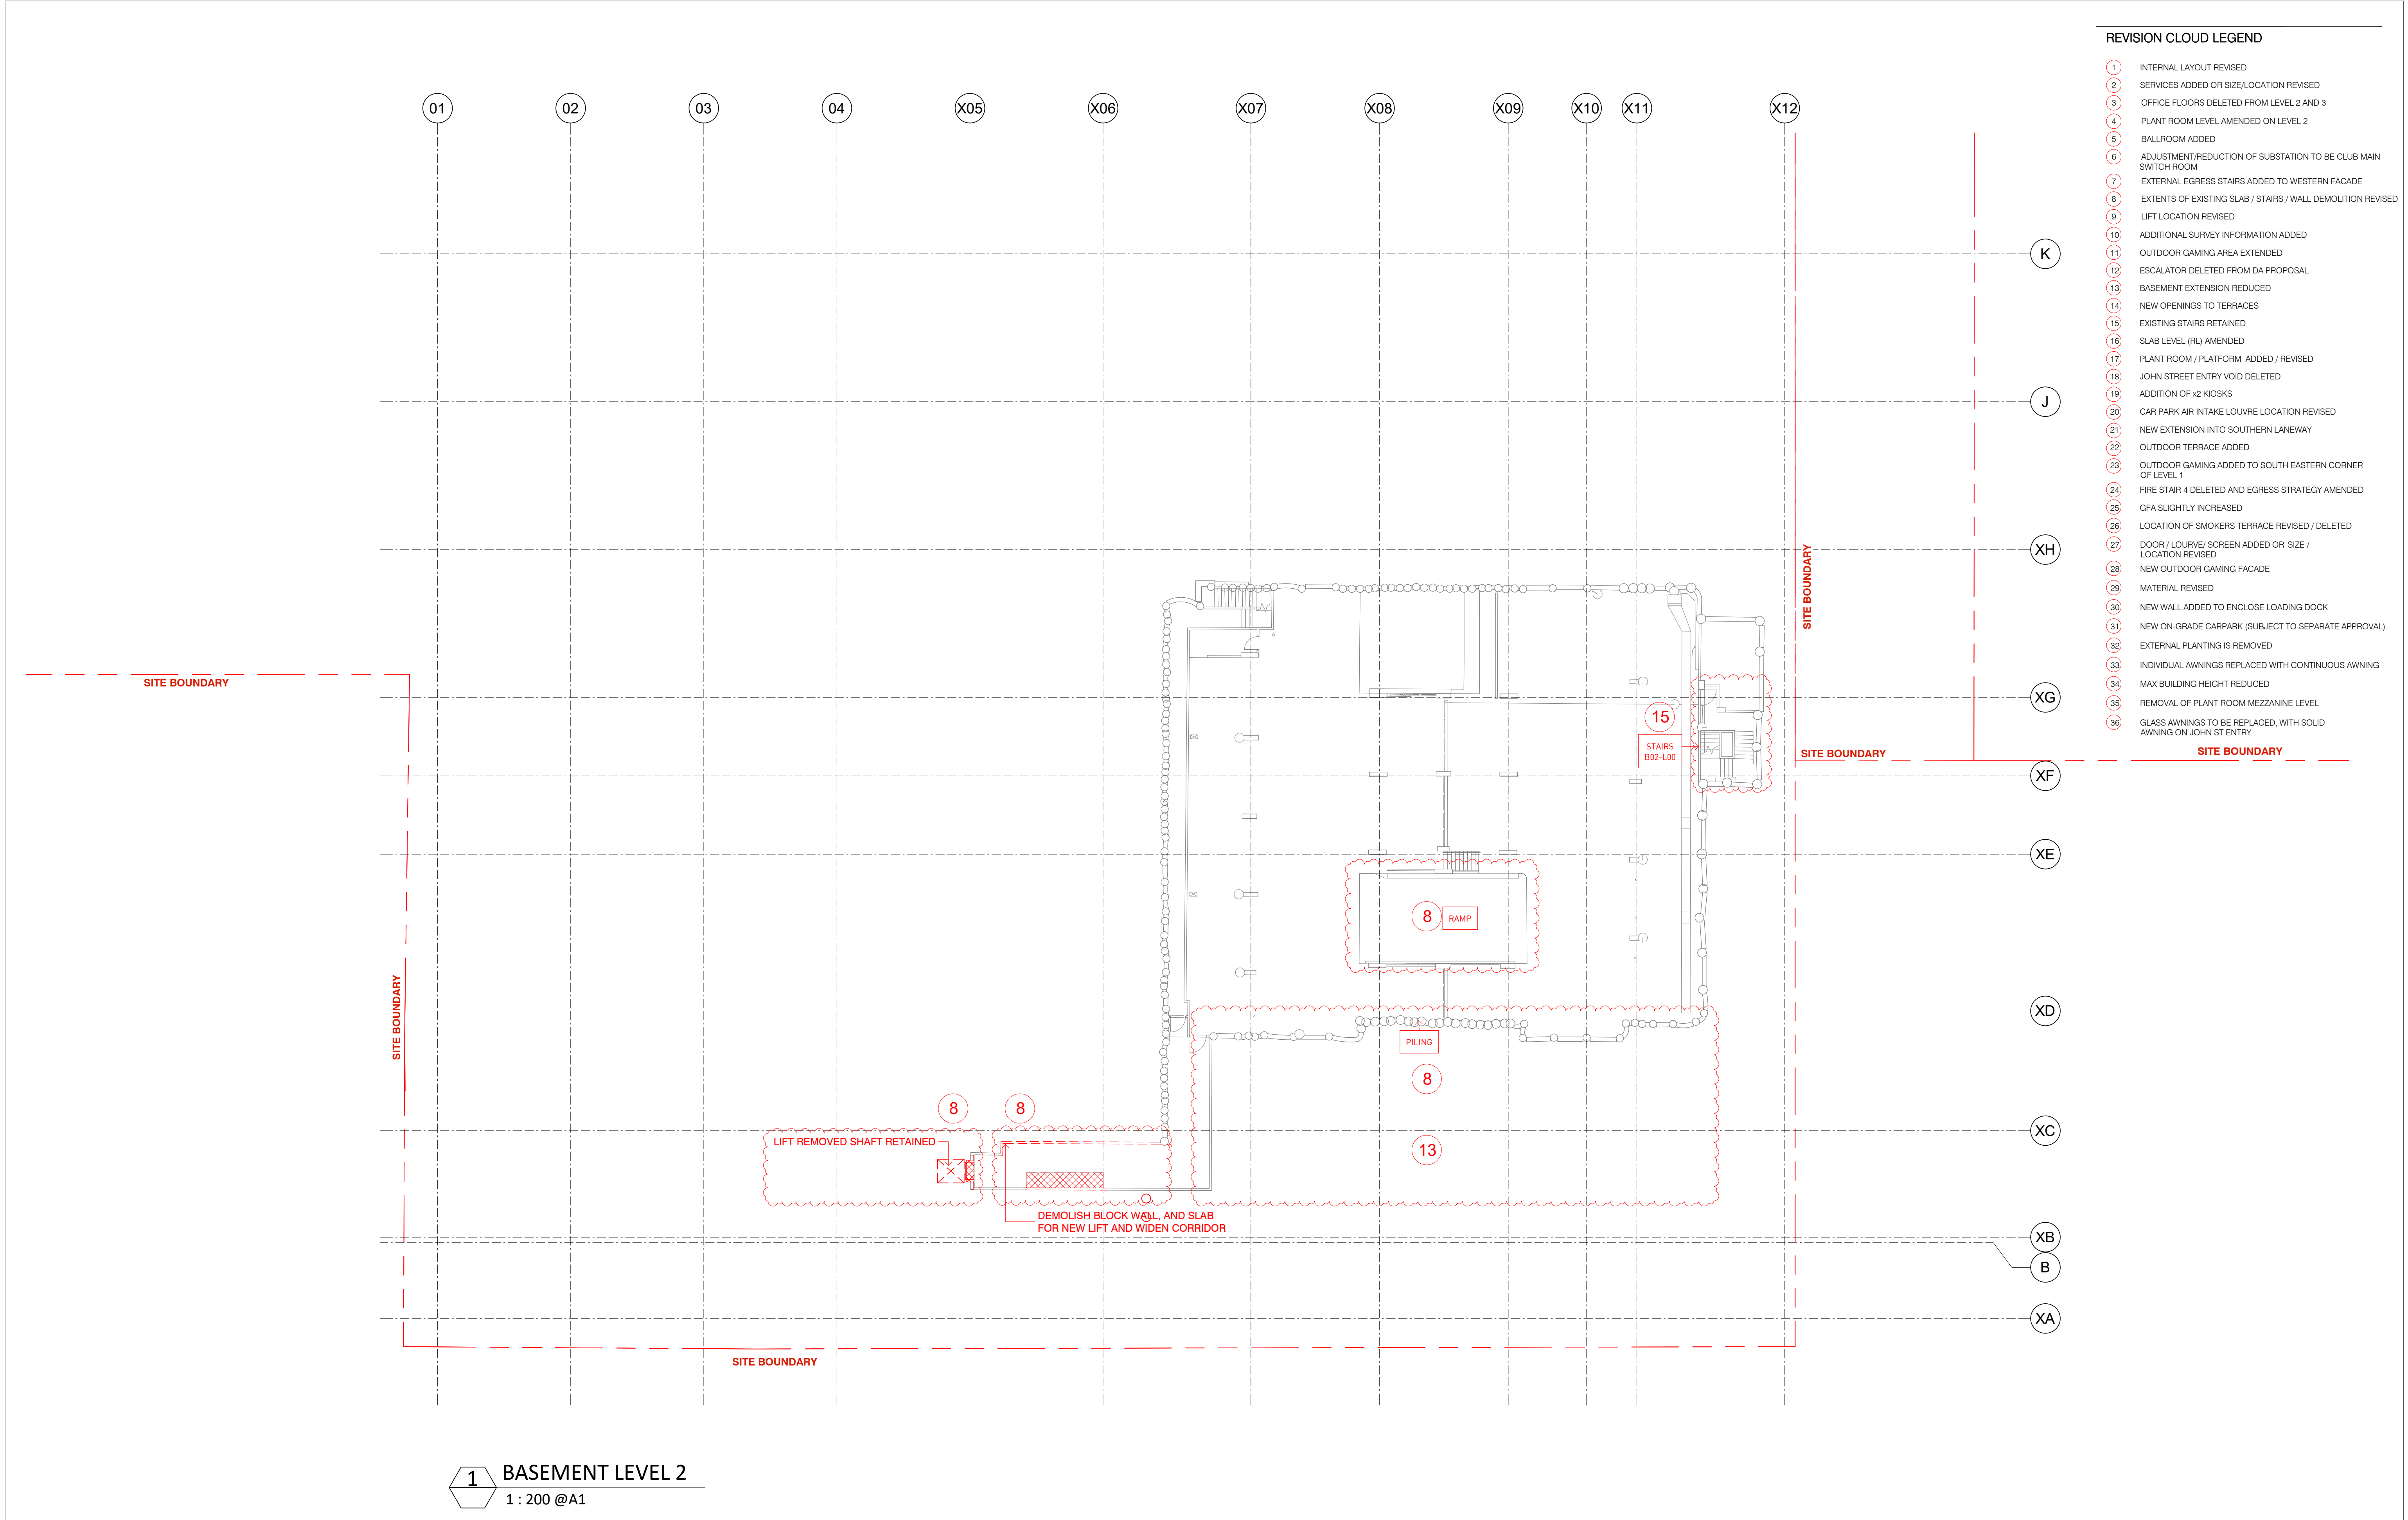 REVISION CLOUD LEGEND
1 INTERNAL LAYOUT REVISED
2 SERVICES ADDED OR SIZE/LOCATION REVISED
3 OFFICE FLOORS DELETED FROM LEVEL 2 AND 3
4 PLANT ROOM LEVEL AMENDED ON LEVEL 2
5 BALLROOM ADDED
6 ADJUSTMENT/REDUCTION OF SUBSTATION TO BE CLUB MAIN
SWITCH ROOM
7 EXTERNAL EGRESS STAIRS ADDED TO WESTERN FACADE
8 EXTENTS OF EXISTING SLAB / STAIRS / WALL DEMOLITION REVISED
9 LIFT LOCATION REVISED
10 ADDITIONAL SURVEY INFORMATION ADDED
11 OUTDOOR GAMING AREA EXTENDED
12 ESCALATOR DELETED FROM DA PROPOSAL
13 BASEMENT EXTENSION REDUCED
14 NEW OPENINGS TO TERRACES
15 EXISTING STAIRS RETAINED
16 SLAB LEVEL (RL) AMENDED
17 PLANT ROOM / PLATFORM ADDED / REVISED
18 JOHN STREET ENTRY VOID DELETED
19 ADDITION OF x2 KIOSKS
20 CAR PARK AIR INTAKE LOUVRE LOCATION REVISED
21 NEW EXTENSION INTO SOUTHERN LANEWAY
22 OUTDOOR TERRACE ADDED
23 OUTDOOR GAMING ADDED TO SOUTH EASTERN CORNER
OF LEVEL 1
24 FIRE STAIR 4 DELETED AND EGRESS STRATEGY AMENDED
25 GFA SLIGHTLY INCREASED
26 LOCATION OF SMOKERS TERRACE REVISED / DELETED
27 DOOR / LOURVE/ SCREEN ADDED OR SIZE /
LOCATION REVISED
28 NEW OUTDOOR GAMING FACADE
29 MATERIAL REVISED
30 NEW WALL ADDED TO ENCLOSE LOADING DOCK
31 NEW ON-GRADE CARPARK (SUBJECT TO SEPARATE APPROVAL)
32 EXTERNAL PLANTING IS REMOVED
33 INDIVIDUAL AWNINGS REPLACED WITH CONTINUOUS AWNING
34 MAX BUILDING HEIGHT REDUCED
35 REMOVAL OF PLANT ROOM MEZZANINE LEVEL
36 GLASS AWNINGS TO BE REPLACED, WITH SOLID
AWNING ON JOHN ST ENTRY
01 02 03 04 X05 X06 X07 X08 X09 X10 X11 X12
K
J
XH
SITE BOUNDARY
SITE BOUNDARY
XG
15
STAIRS
B02-L00
SITE BOUNDARY
SITE BOUNDARY
XF
XE
8
RAMP
SITE BOUNDARY
XD
PILING
8
8
8
XC
LIFT REMOVED SHAFT RETAINED
13
DEMOLISH BLOCK WALL, AND SLAB
FOR NEW LIFT AND WIDEN CORRIDOR
XB
B
XA
SITE BOUNDARY
1
BASEMENT LEVEL 2
1 : 200 @A1